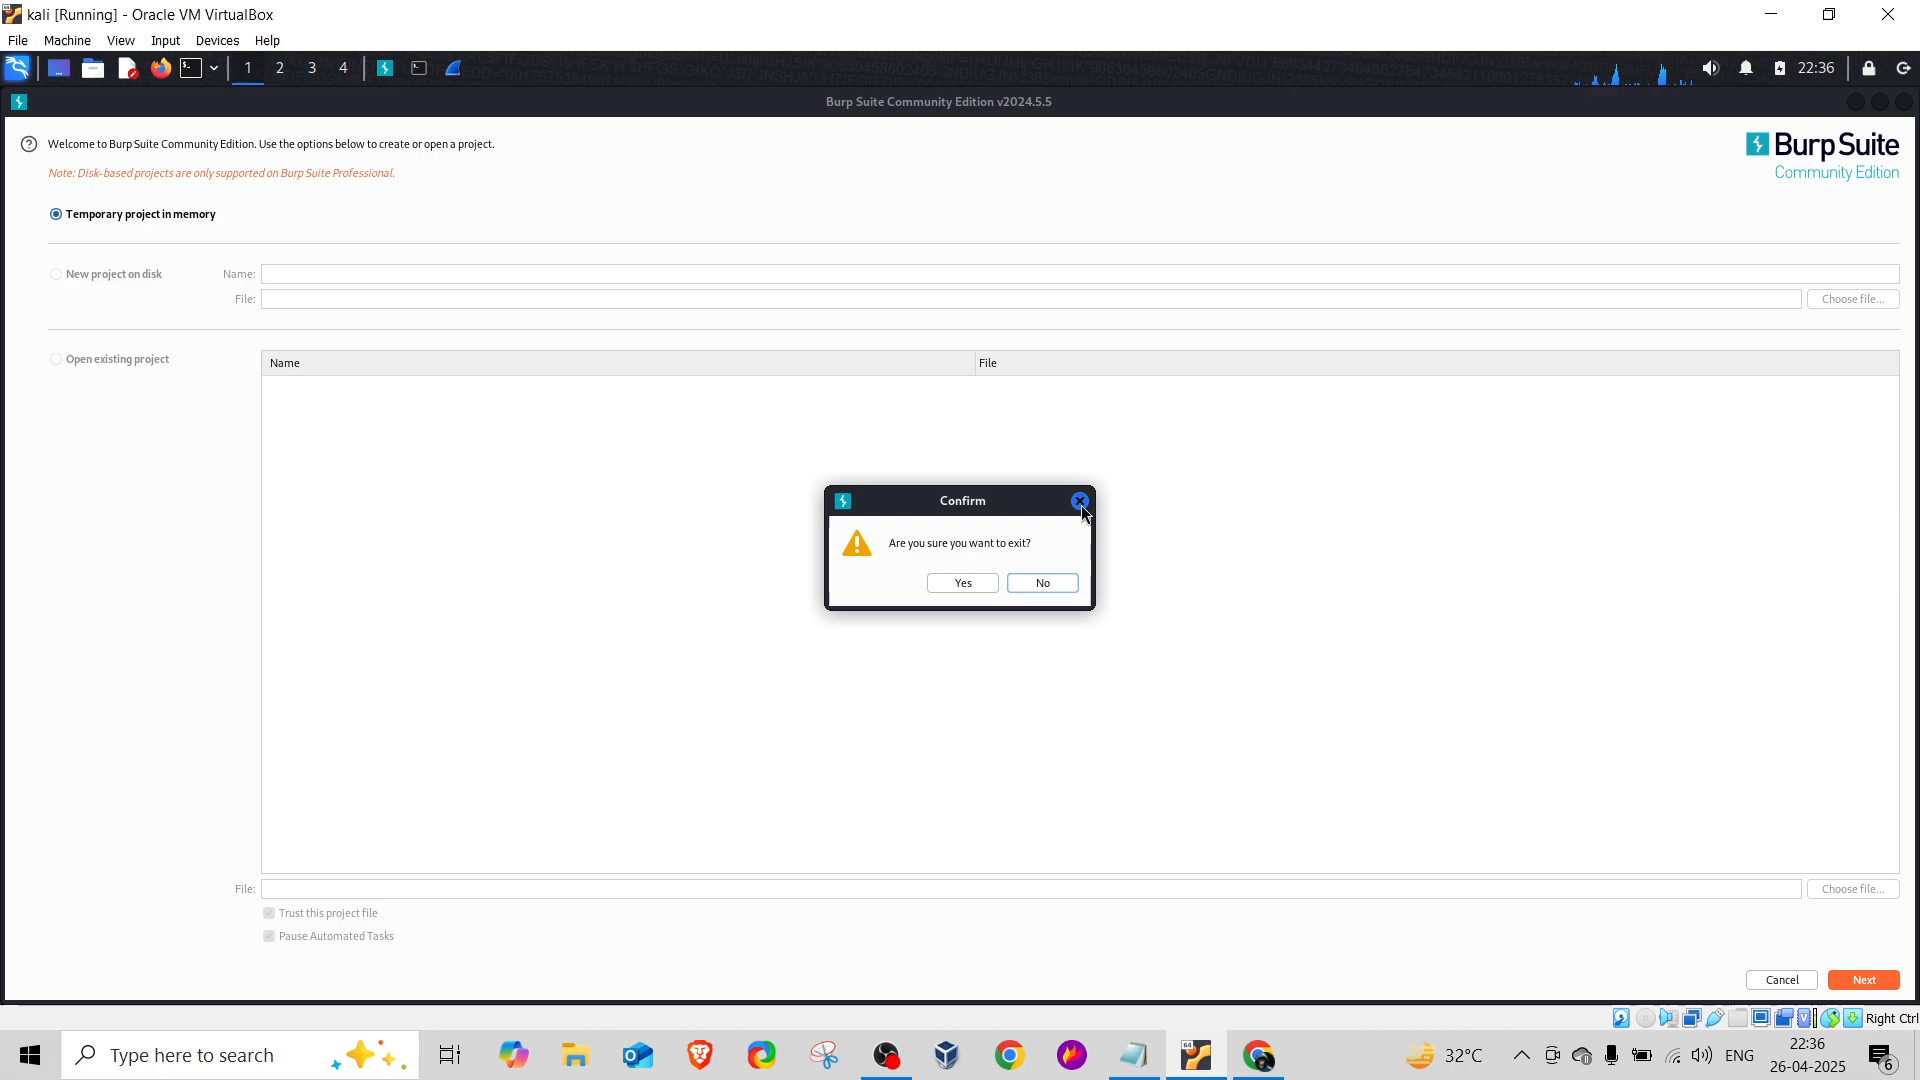 kali [Running] - Oracle VM VirtualBox
File Machine View Input Devices Help
1 2 3 4
22:36
Burp Suite Community Edition v2024.5.5
Welcome to Burp Suite Community Edition. Use the options below to create or open a project.
Note: Disk-based projects are only supported on Burp Suite Professional.
Burp Suite
Community Edition
Temporary project in memory
New project on disk
Name:
File:
Choose file...
Open existing project
Name File
Confirm
Are you sure you want to exit?
Yes No
File:
Choose file...
Trust this project file
Pause Automated Tasks
Cancel Next
Right Ctrl
Type here to search
32°C
ENG
22:36
26-04-2025
6